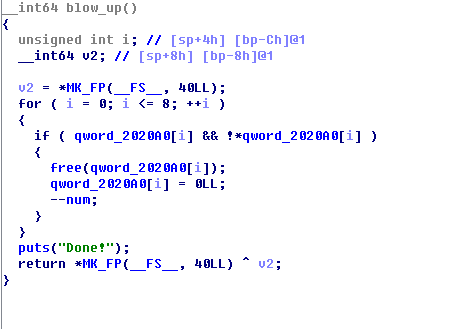 __int64 blow_up()
{
  unsigned int i; // [sp+4h] [bp-Ch]@1
  __int64 v2; // [sp+8h] [bp-8h]@1

  v2 = *MK_FP(__FS__, 40LL);
  for ( i = 0; i <= 8; ++i )
  {
    if ( qword_2020A0[i] && !*qword_2020A0[i] )
    {
      free(qword_2020A0[i]);
      qword_2020A0[i] = 0LL;
      --num;
    }
  }
  puts("Done!");
  return *MK_FP(__FS__, 40LL) ^ v2;
}